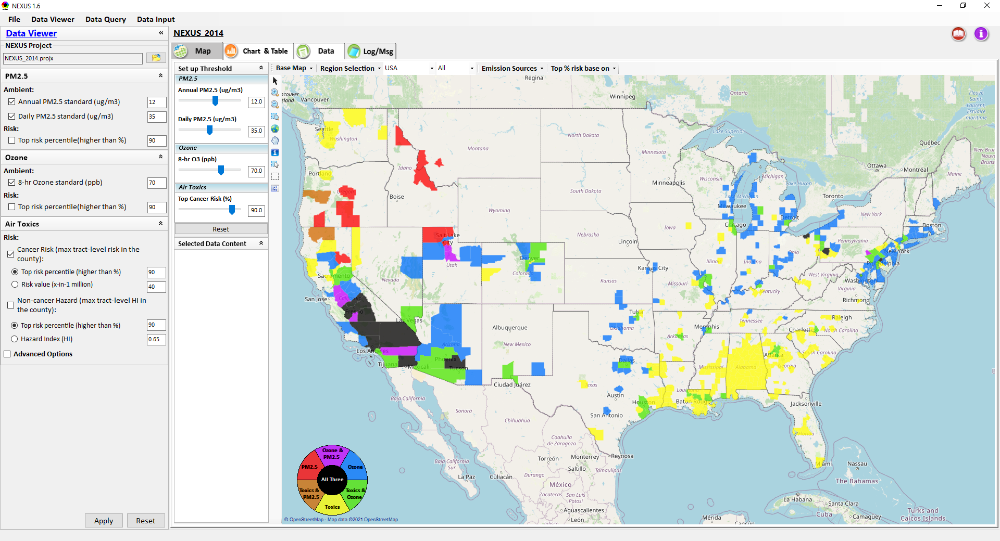 NEXUS 1.6
File Data Viewer Data Query Data Input
Data Viewer «
NEXUS Project
NEXUS_2014.projx
PM2.5
Ambient:
Annual PM2.5 standard (ug/m3) 12
Daily PM2.5 standard (ug/m3) 35
Risk:
Top risk percentile(higher than %) 90
Ozone
Ambient:
8-hr Ozone standard (ppb) 70
Risk:
Top risk percentile(higher than %) 90
Air Toxics
Risk:
Cancer Risk (max tract-level risk in the
county):
Top risk percentile (higher than %) 90
Risk value (x-in-1 million) 40
Non-cancer Hazard (max tract-level HI in
the county):
Top risk percentile (higher than %) 90
Hazard Index (HI) 0.65
Advanced Options
Apply Reset
NEXUS_2014
Map Chart & Table Data Log/Msg
Set up Threshold
PM2.5
Annual PM2.5 (ug/m3)
12.0
Daily PM2.5 (ug/m3)
35.0
Ozone
8-hr O3 (ppb)
70.0
Air Toxics
Top Cancer Risk (%)
90.0
Reset
Selected Data Content
Base Map Region Selection USA All Emission Sources Top % risk base on
Regina
Winnipeg
Ontario
Fleuve
Saint-
Laurent,
Estuaire
maritime
ncouver
sland
Vancouver
Seattle
Washington
Montana
North Dakota
Minnesota
Lake Superior
Québec
New Brun
Nouve
Bruns
Ottawa
Montréal
Maine
Portland
Idaho
Oregon
Boise
Wyoming
South Dakota
Minneapolis
Wisconsin
Michigan
Lake Huron
Lake Michigan
Milwaukee
Toronto
Detroit
New York
Boston
Chicago
Iowa
Nebraska
Lincoln
Salt Lake
City
Utah
Denver
Colorado
Nevada
Sacramento
San Jose
California
Fresno
Las Vegas
Los Angeles
Tijuana
Mexicali
Arizona
Phoenix
Tucson
Albuquerque
New Mexico
Kansas City
Kansas
Missouri
Illinois
Indiana
Ohio
Pennsylvania
New York
Philadelphia
Washington
West Virginia
Virginia
Richmond
Kentucky
Tulsa
Oklahoma
Arkansas
Memphis
Tennessee
Charlotte
Raleigh
North Carolina
South Carolina
Atlanta
Georgia
Alabama
Mississippi
Dallas
Texas
Austin
Houston
San Antonio
Louisiana
Baton Rouge
Jacksonville
Florida
Miami
Nassau
The Bahamas
Ciudad Juárez
Baja California
Sonora
Chihuahua
Coahuila
de Zaragoza
Monterrey
Reynosa
Torreón
Saltillo
Tamaulipas
Baja California
Sur
La Paz
Culiacán
Durango
México
Zacatecas
San Luis
Potosí
Aguascalientes
León
Jalisco
Mérida
Cancún
La Habana
Santa Clara
Cuba
Camagüey
Turks and
Caicos Islands
Ozone &
PM2.5
PM2.5
Ozone
All Three
Toxics &
PM2.5
Toxics &
Ozone
Toxics
© OpenStreetMap - Map data ©2021 OpenStreetMap